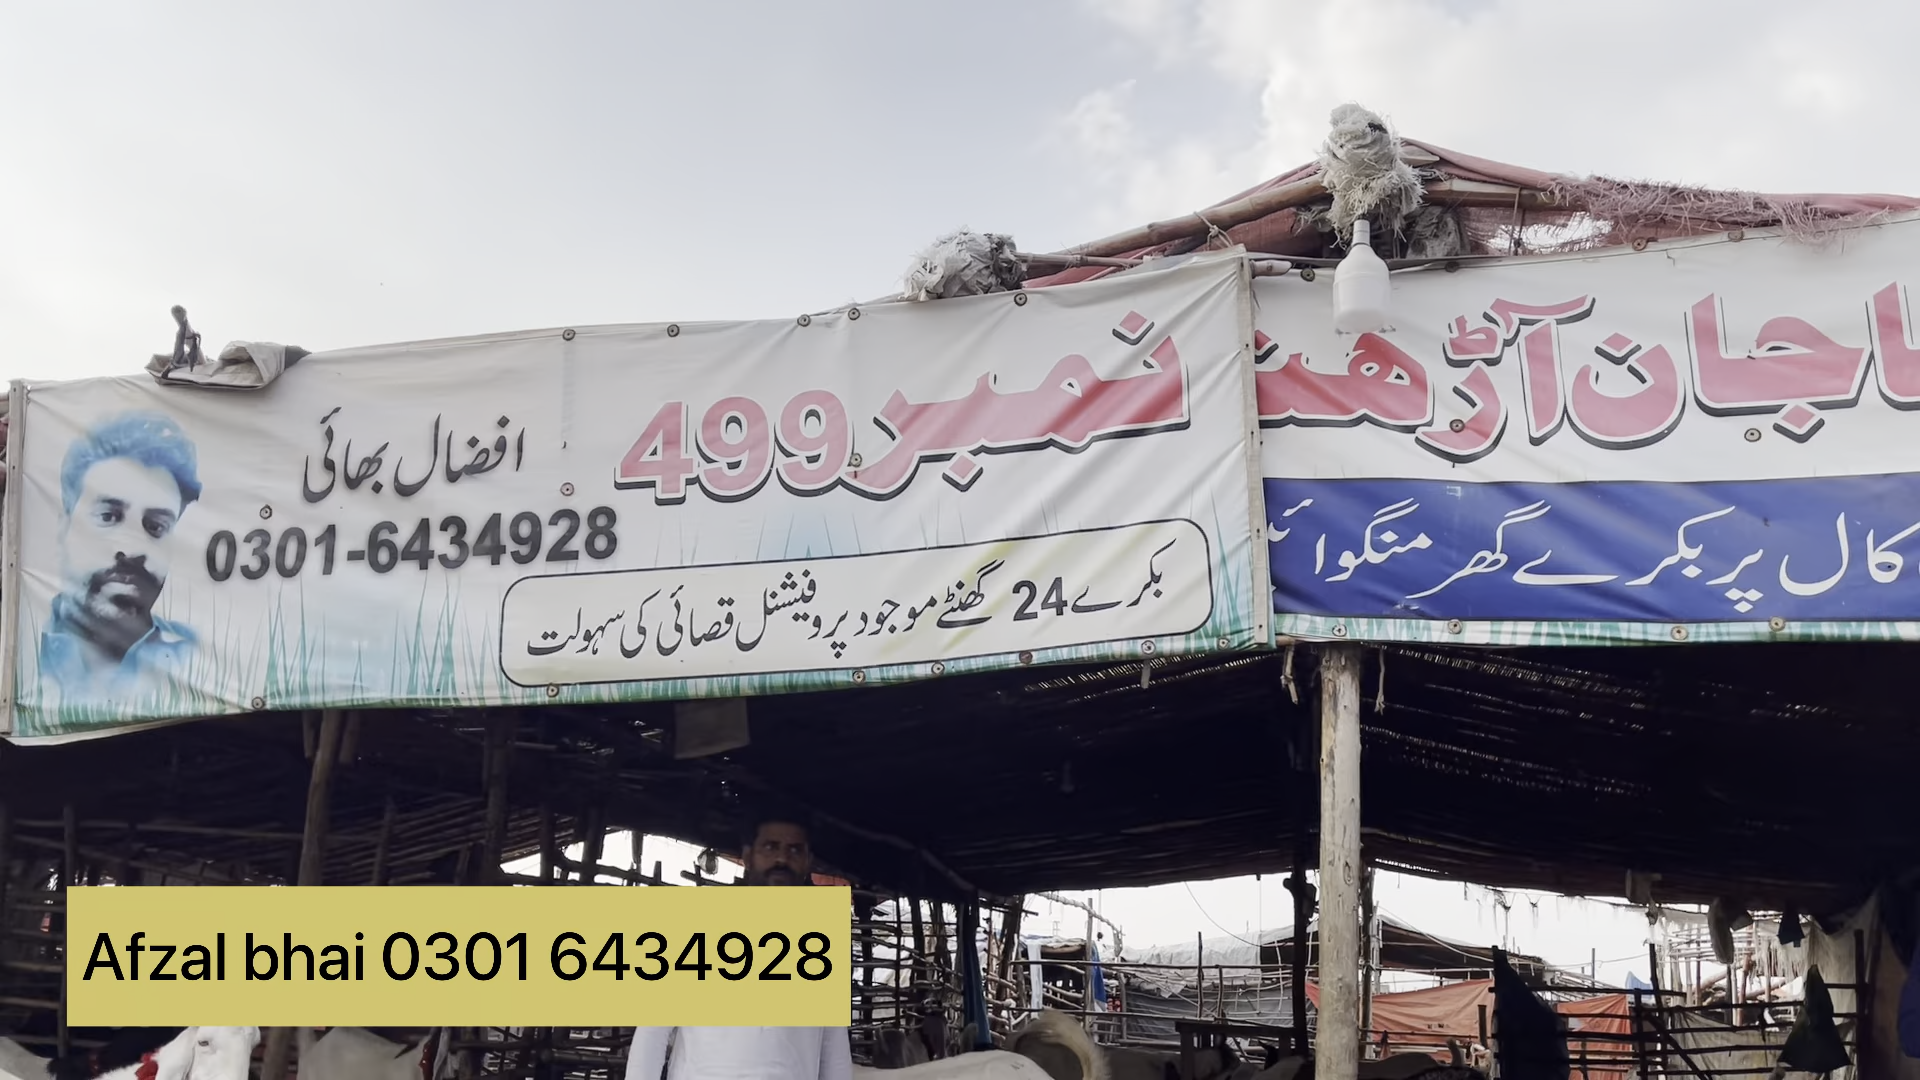 جان آڑھت نمبر 499
افضال بھائی
0301-6434928
بکرے 24 گھنٹے موجود پروفیشنل قصائی کی سہولت
کال پر بکرے گھر
Afzal bhai 0301 6434928